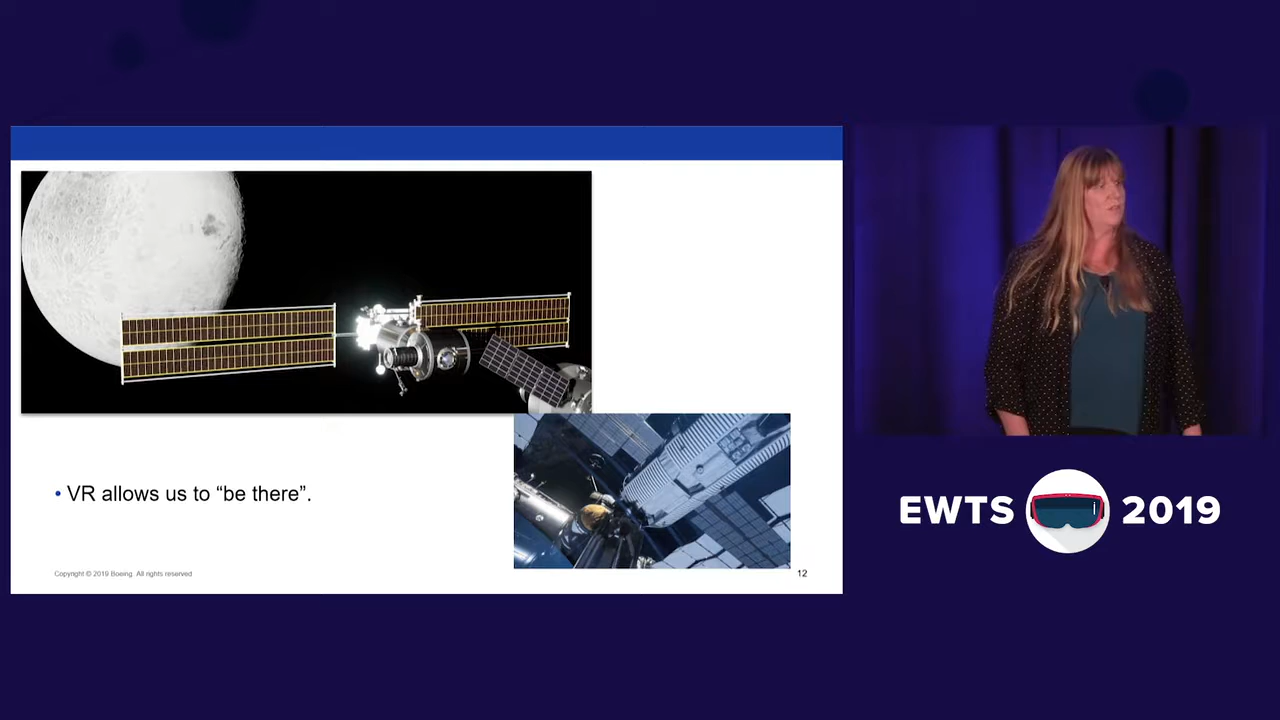 • VR allows us to “be there”.
Copyright © 2019 Boeing. All rights reserved
12
EWTS 2019